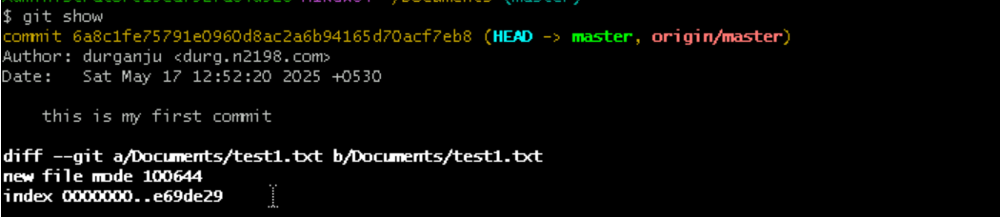 $ git show
commit 6a8c1fe75791e0960d8ac2a6b94165d70acf7eb8 (HEAD -> master, origin/master)
Author: durganju <durg.n2198.com>
Date:   Sat May 17 12:52:20 2025 +0530
this is my first commit
diff --git a/Documents/test1.txt b/Documents/test1.txt
new file mode 100644
index 0000000..e69de29